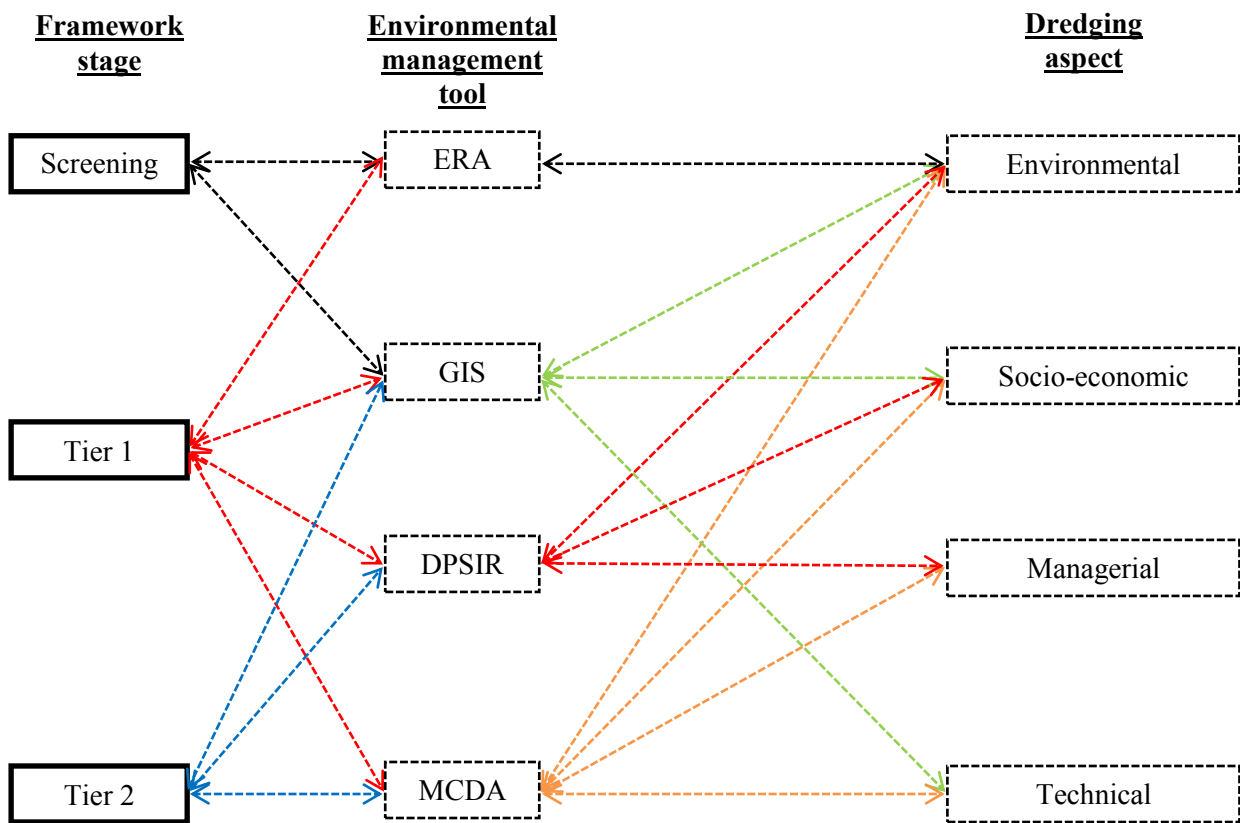 Framework
stage
Environmental
management
tool
Dredging
aspect
Screening
ERA
Environmental
GIS
Socio-economic
Tier 1
DPSIR
Managerial
Tier 2
MCDA
Technical